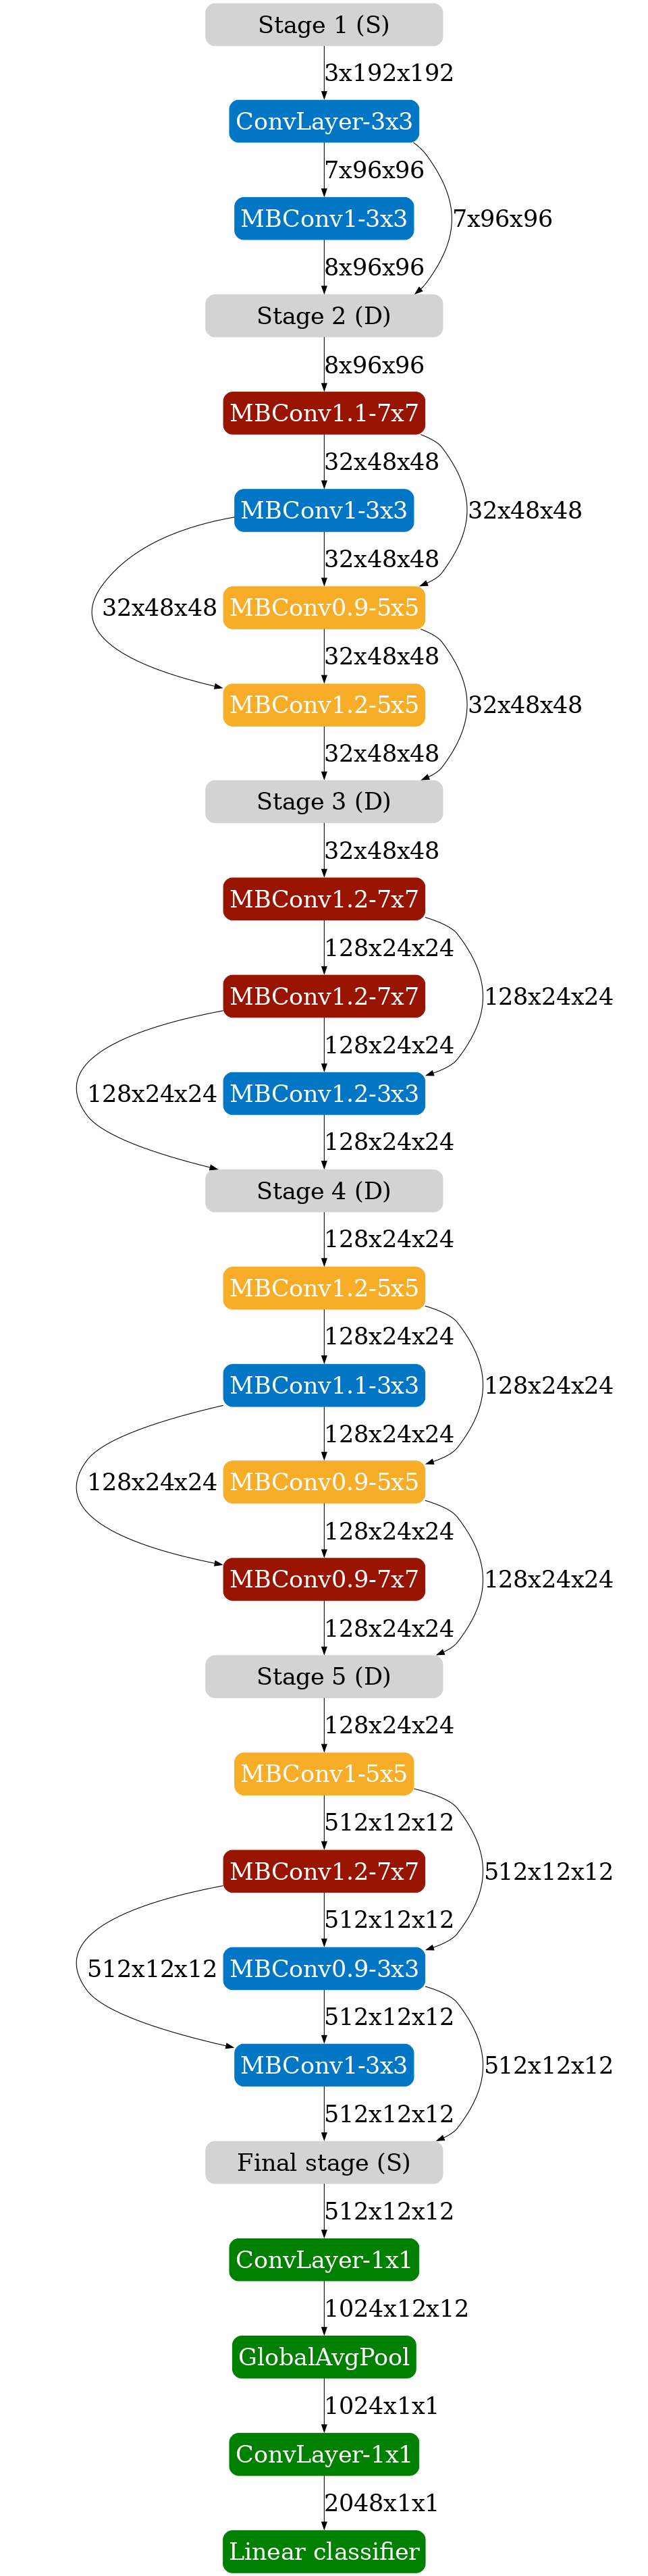 Stage 1 (S)
3x192x192
ConvLayer-3x3
7x96x96
MBConv1-3x3
7x96x96
8x96x96
Stage 2 (D)
8x96x96
MBConv1.1-7x7
32x48x48
MBConv1-3x3
32x48x48
32x48x48
MBConv0.9-5x5
32x48x48
32x48x48
MBConv1.2-5x5
32x48x48
32x48x48
Stage 3 (D)
32x48x48
MBConv1.2-7x7
128x24x24
MBConv1.2-7x7
128x24x24
128x24x24
MBConv1.2-3x3
128x24x24
128x24x24
Stage 4 (D)
128x24x24
MBConv1.2-5x5
128x24x24
MBConv1.1-3x3
128x24x24
128x24x24
MBConv0.9-5x5
128x24x24
128x24x24
MBConv0.9-7x7
128x24x24
128x24x24
Stage 5 (D)
128x24x24
MBConv1-5x5
512x12x12
MBConv1.2-7x7
512x12x12
512x12x12
MBConv0.9-3x3
512x12x12
512x12x12
MBConv1-3x3
512x12x12
512x12x12
Final stage (S)
512x12x12
ConvLayer-1x1
1024x12x12
GlobalAvgPool
1024x1x1
ConvLayer-1x1
2048x1x1
Linear classifier